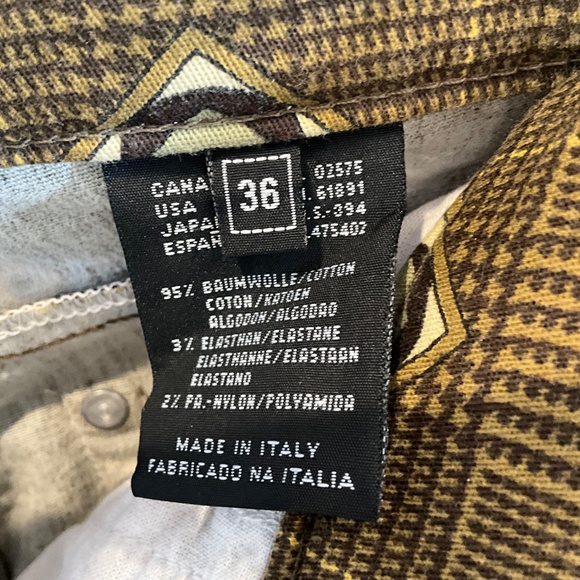 36
CANA 02575
USA .61891
JAPA .S.-394
ESPAÑ .475402
95% BAUMWOLLE/COTTON
COTON/KATOEN
ALGODON/ALGODAO
3% ELASTHAN/ELASTANE
ELASTHANNE/ELASTAAN
ELASTANO
2% PA.-NYLON/POLYAMIDA
MADE IN ITALY
FABRICADO NA ITALIA